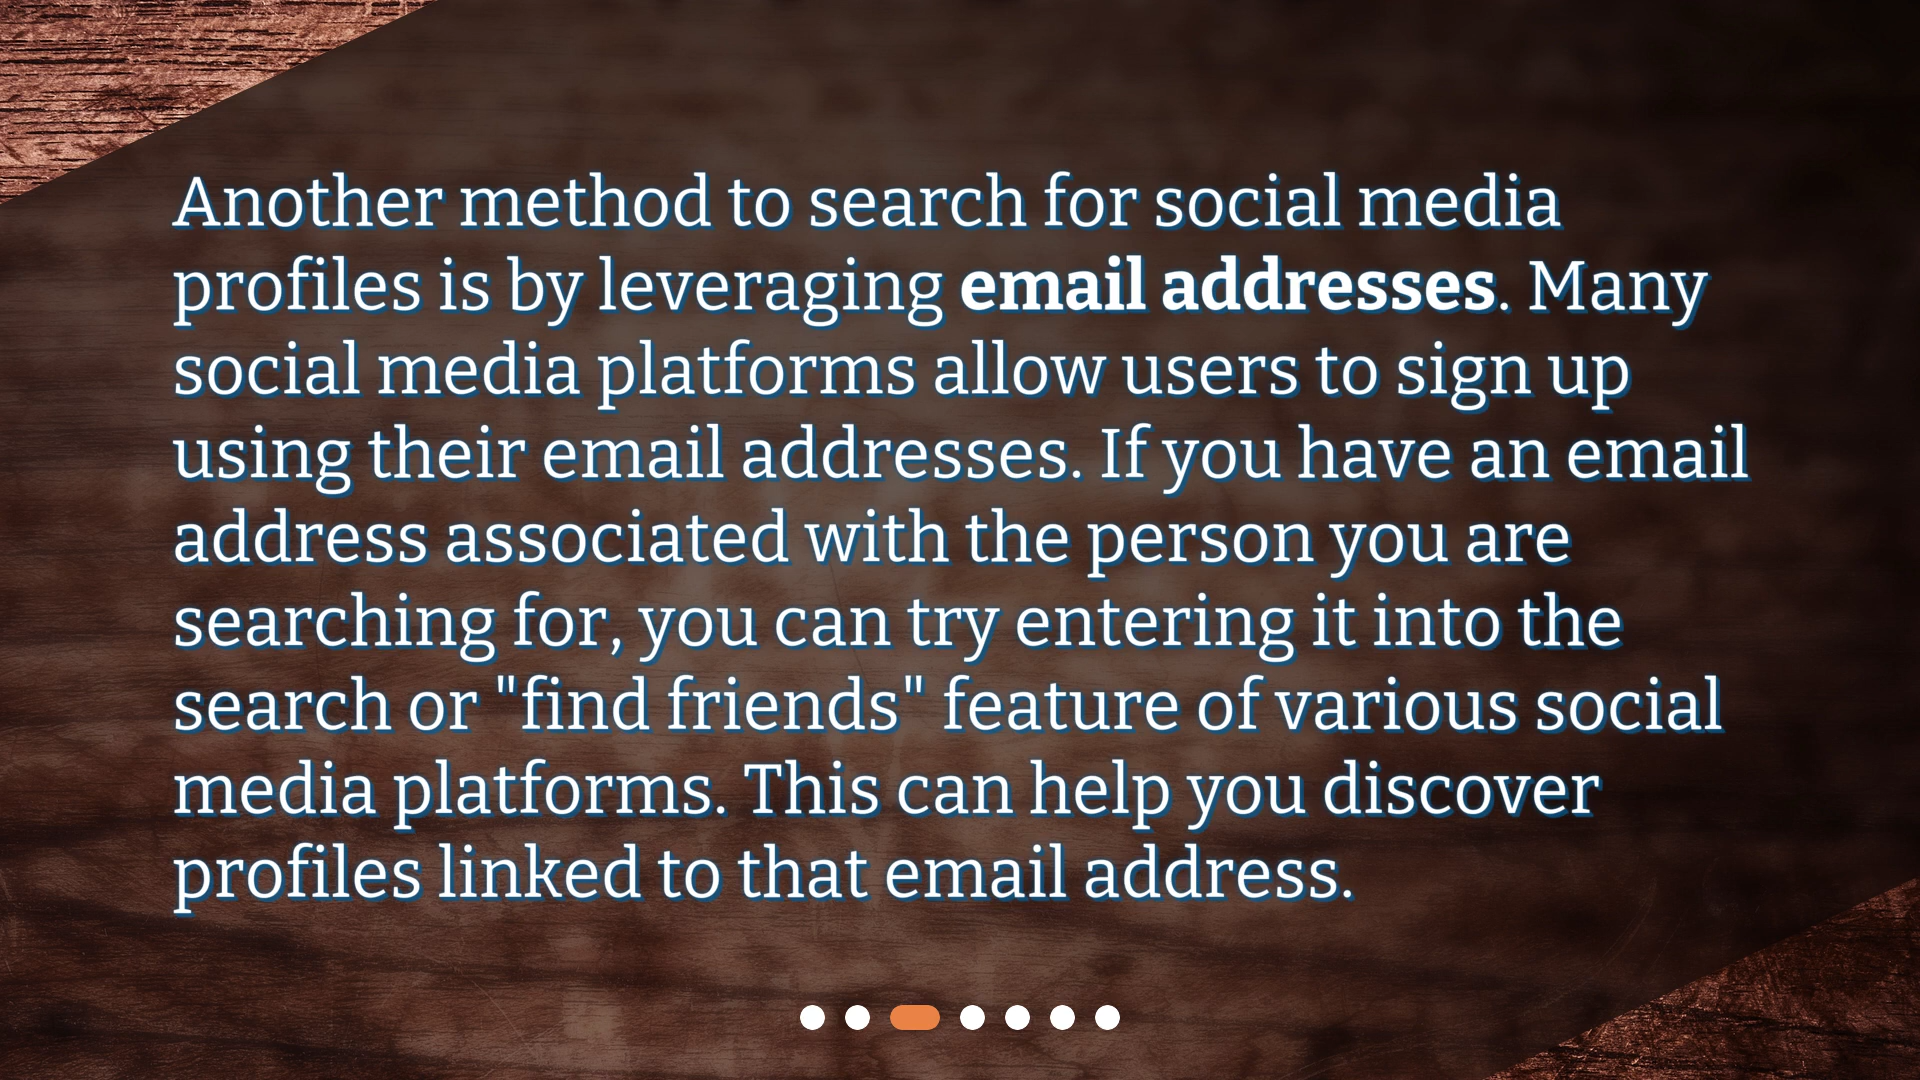 Another method to search for social media
profiles is by leveraging email addresses. Many
social media platforms allow users to sign up
using their email addresses. If you have an email
address associated with the person you are
searching for, you can try entering it into the
search or "find friends" feature of various social
media platforms. This can help you discover
profiles linked to that email address.